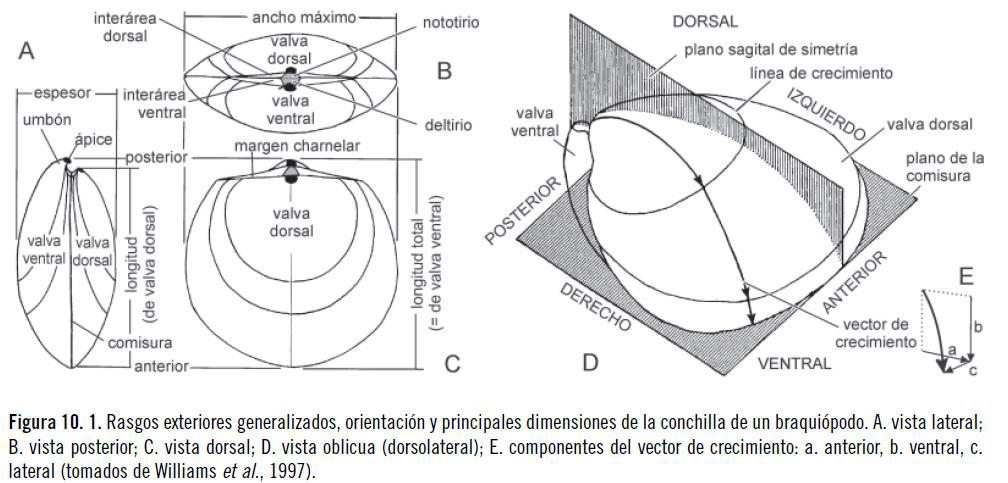 A
interárea
dorsal
ancho máximo
nototirio
valva
dorsal
B
interárea
ventral
valva
ventral
deltirio
espesor
umbón
ápice
posterior
margen charnelar
valva
ventral
valva
dorsal
longitud
(de valva dorsal)
valva
dorsal
longitud total
(= de valva ventral)
comisura
anterior
C
DORSAL
plano sagital de simetría
línea de crecimiento
IZQUIERDO
valva
ventral
valva dorsal
plano de la
comisura
POSTERIOR
DERECHO
ANTERIOR
VENTRAL
vector de
crecimiento
D
E
a
b
c
Figura 10. 1. Rasgos exteriores generalizados, orientación y principales dimensiones de la conchilla de un braquiópodo. A. vista lateral;
B. vista posterior; C. vista dorsal; D. vista oblicua (dorsolateral); E. componentes del vector de crecimiento: a. anterior, b. ventral, c.
lateral (tomados de Williams et al., 1997).